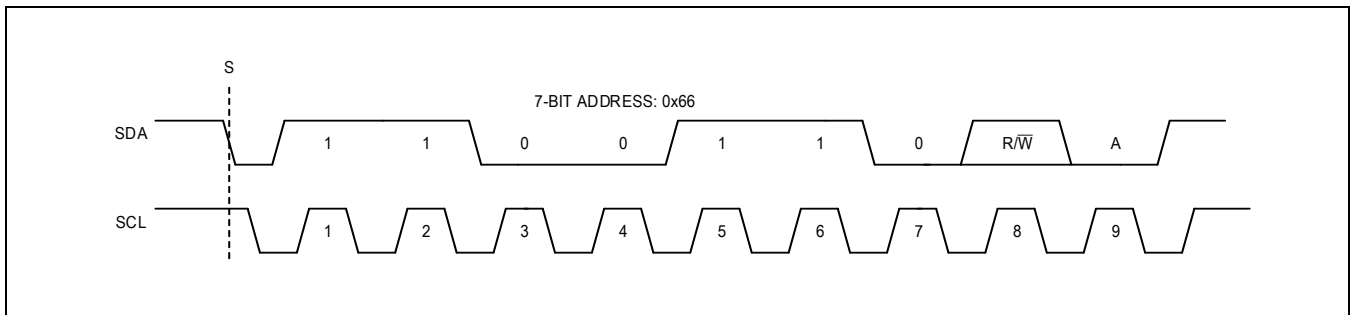 S
7-BIT ADDRESS: 0x66
SDA 1 1 0 0 1 1 0 R/W̅ A
SCL 1 2 3 4 5 6 7 8 9